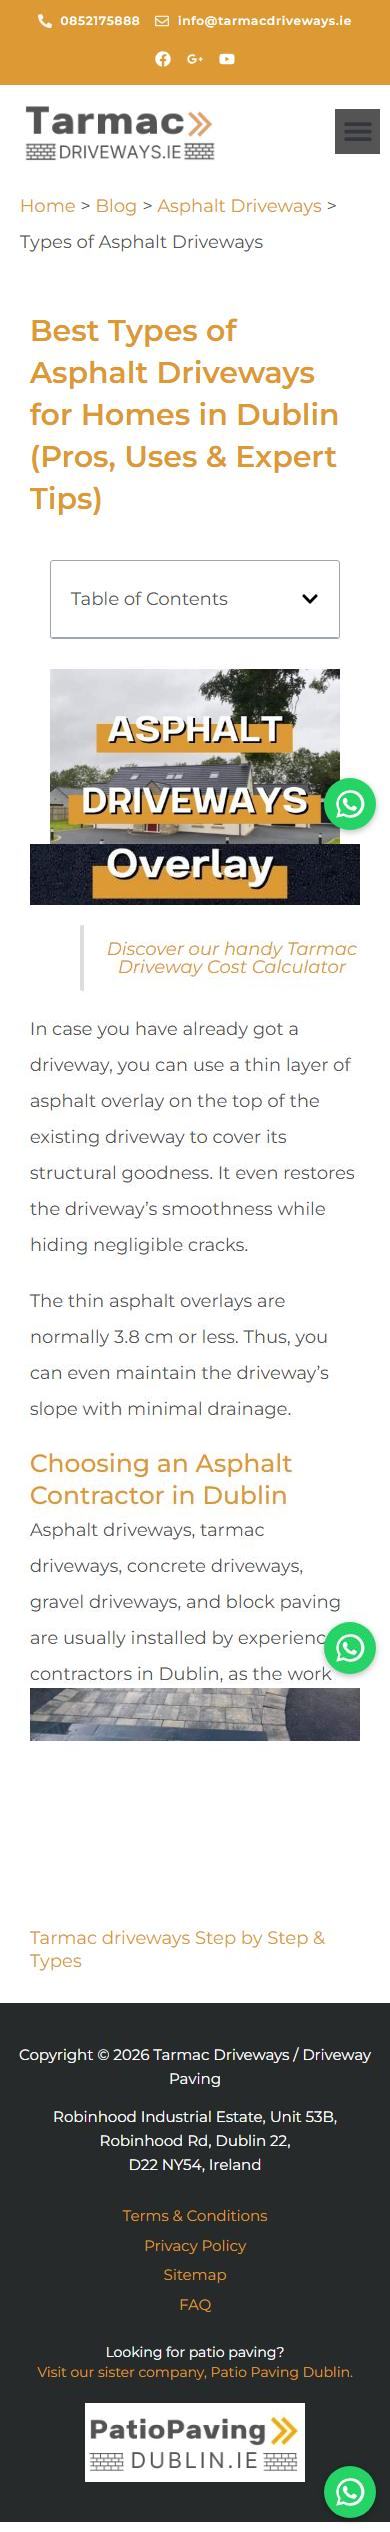 0852175888 info@tarmacdriveways.ie
Tarmac
DRIVEWAYS.IE
Home > Blog > Asphalt Driveways >
Types of Asphalt Driveways
Best Types of
Asphalt Driveways
for Homes in Dublin
(Pros, Uses & Expert
Tips)
Table of Contents
ASPHALT
DRIVEWAYS
Overlay
Discover our handy Tarmac
Driveway Cost Calculator
In case you have already got a
driveway, you can use a thin layer of
asphalt overlay on the top of the
existing driveway to cover its
structural goodness. It even restores
the driveway's smoothness while
hiding negligible cracks.
The thin asphalt overlays are
normally 3.8 cm or less. Thus, you
can even maintain the driveway's
slope with minimal drainage.
Choosing an Asphalt
Contractor in Dublin
Asphalt driveways, tarmac
driveways, concrete driveways,
gravel driveways, and block paving
are usually installed by
contractors in Dublin, as the work
Tarmac driveways Step by Step &
Types
Copyright © 2026 Tarmac Driveways / Driveway
Paving
Robinhood Industrial Estate, Unit 53B,
Robinhood Rd, Dublin 22,
D22 NY54, Ireland
Terms & Conditions
Privacy Policy
Sitemap
FAQ
Looking for patio paving?
Visit our sister company, Patio Paving Dublin.
PatioPaving
DUBLIN.IE